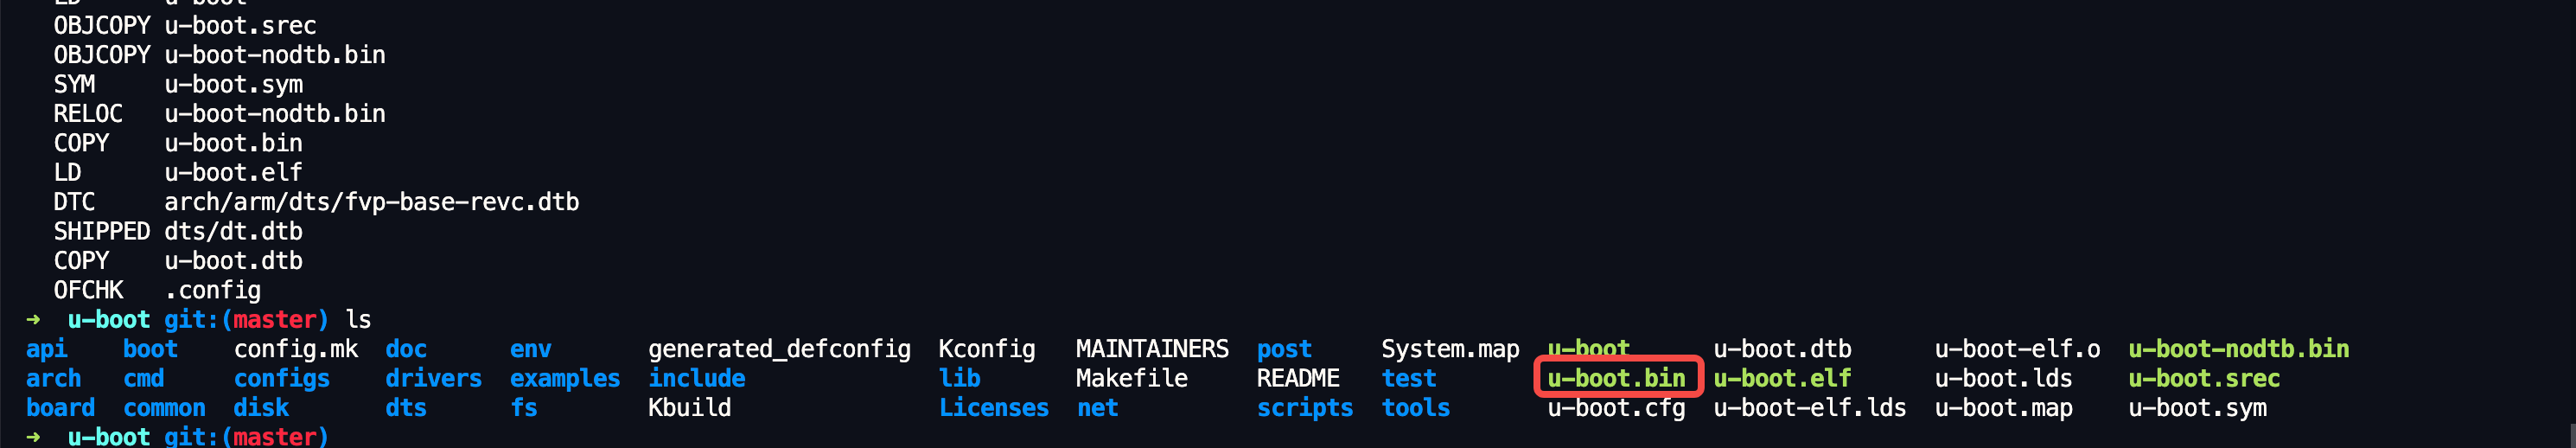 LD      u-boot
OBJCOPY u-boot.srec
OBJCOPY u-boot-nodtb.bin
SYM     u-boot.sym
RELOC   u-boot-nodtb.bin
COPY    u-boot.bin
LD      u-boot.elf
DTC     arch/arm/dts/fvp-base-revc.dtb
SHIPPED dts/dt.dtb
COPY    u-boot.dtb
OFCHK   .config
→  u-boot git:(master) ls
api    boot    config.mk  doc      env       generated_defconfig  Kconfig   MAINTAINERS  post     System.map  u-boot      u-boot.dtb      u-boot-elf.o  u-boot-nodtb.bin
arch   cmd     configs    drivers  examples  include              lib       Makefile     README   test        u-boot.bin  u-boot.elf      u-boot.lds    u-boot.srec
board  common  disk       dts      fs        Kbuild               Licenses  net          scripts  tools       u-boot.cfg  u-boot-elf.lds  u-boot.map    u-boot.sym
→  u-boot git:(master)